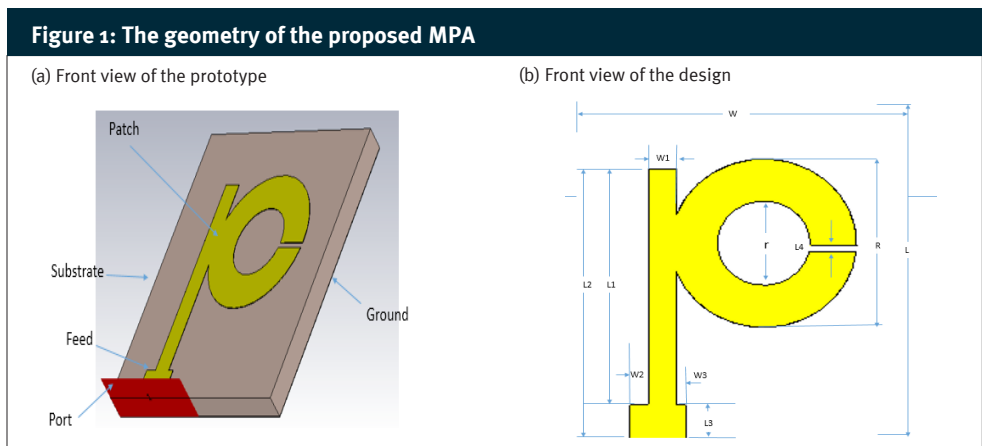 Figure 1: The geometry of the proposed MPA
(a) Front view of the prototype
Patch
Substrate
Feed
Port
Ground
(b) Front view of the design
W
W1
r
L4
R
L
L2
L1
W2
W3
L3